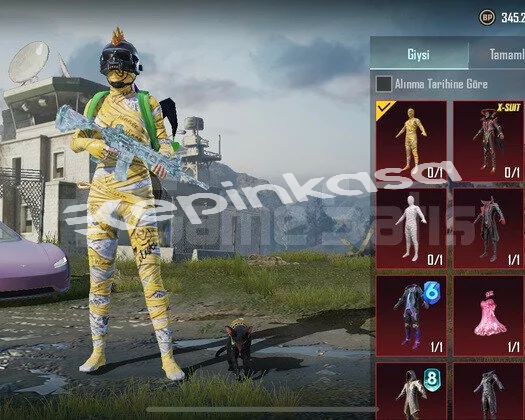 BP 345.2
Giysi Tamaml
Alınma Tarihine Göre
X-SUIT
0/1 0/1
epinkasa
0/1 1/1
6
1/1 1/1
8